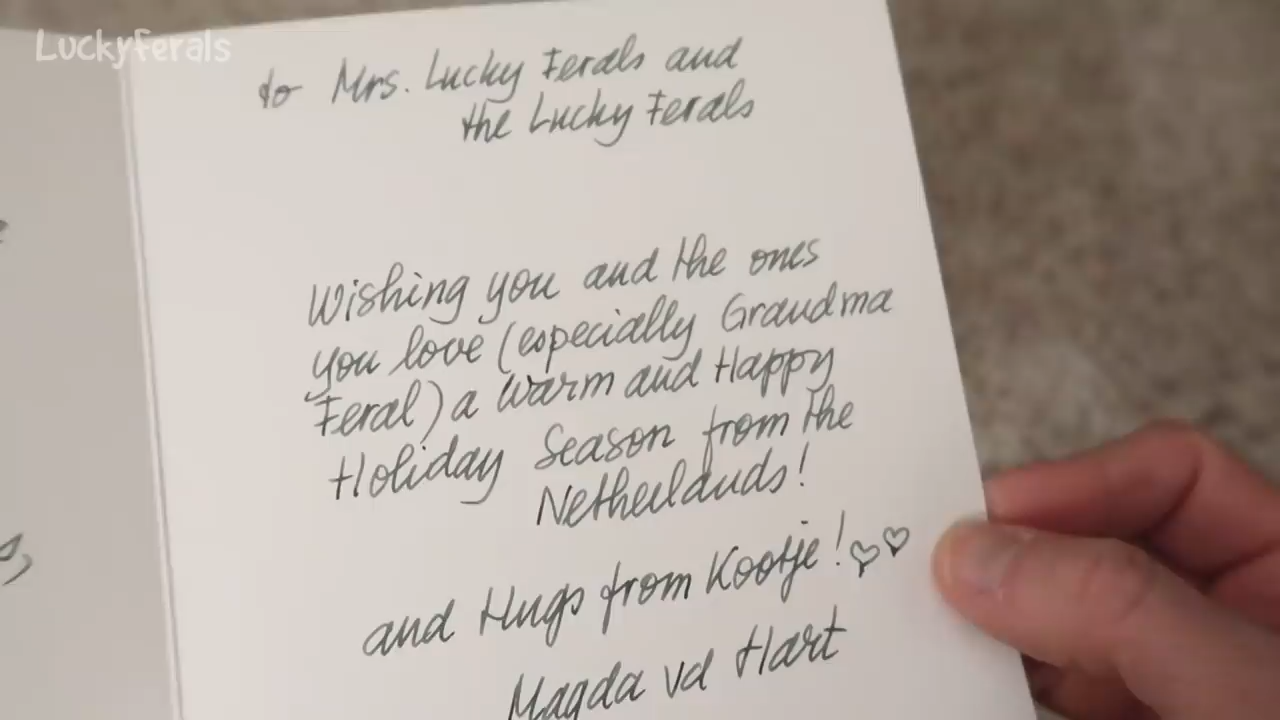 Luckyferals
to Mrs. Lucky Ferals and
the Lucky Ferals
Wishing you and the ones
you love (especially Grandma
Feral) a warm and Happy
Holiday Season from the
Netherlands!
and Hugs from Kootje! ♡♡
Magda vd Hart